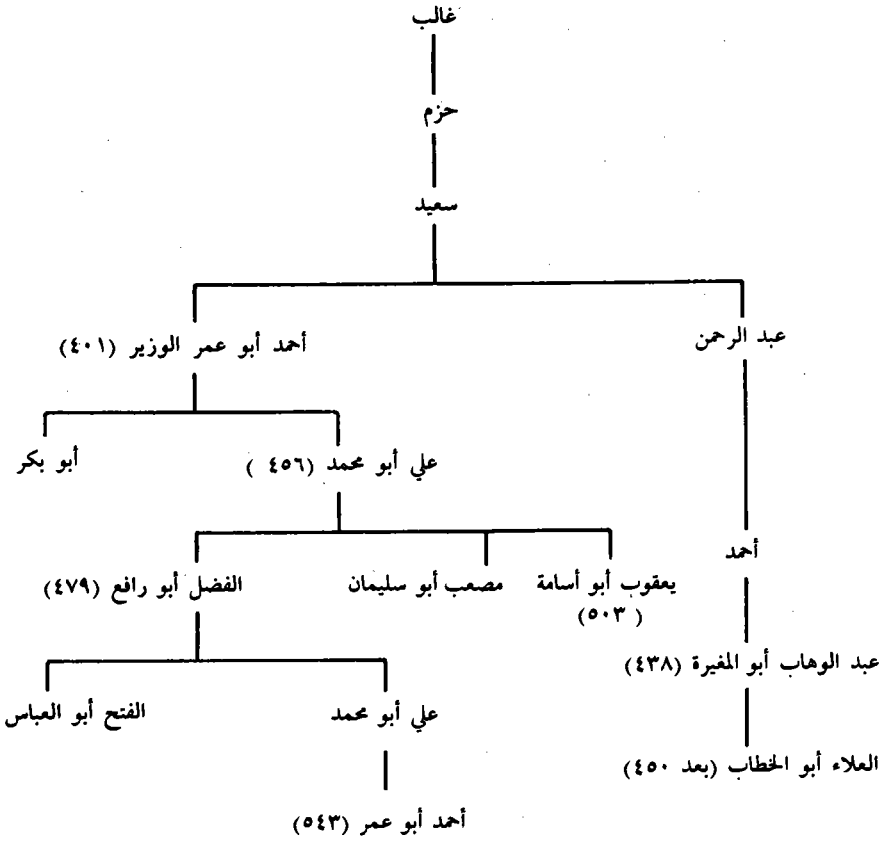 غالب
حزم
سعيد
عبد الرحمن
أحمد أبو عمر الوزير (٤٠١)
علي أبو محمد (٤٥٦ )
أبو بكر
أحمد
يعقوب أبو أسامة
(٥٠٣ )
مصعب أبو سليمان
الفضل أبو رافع (٤٧٩)
عبد الوهاب أبو المغيرة (٤٣٨)
علي أبو محمد
الفتح أبو العباس
العلاء أبو الخطاب (بعد ٤٥٠)
أحمد أبو عمر (٥٤٣)